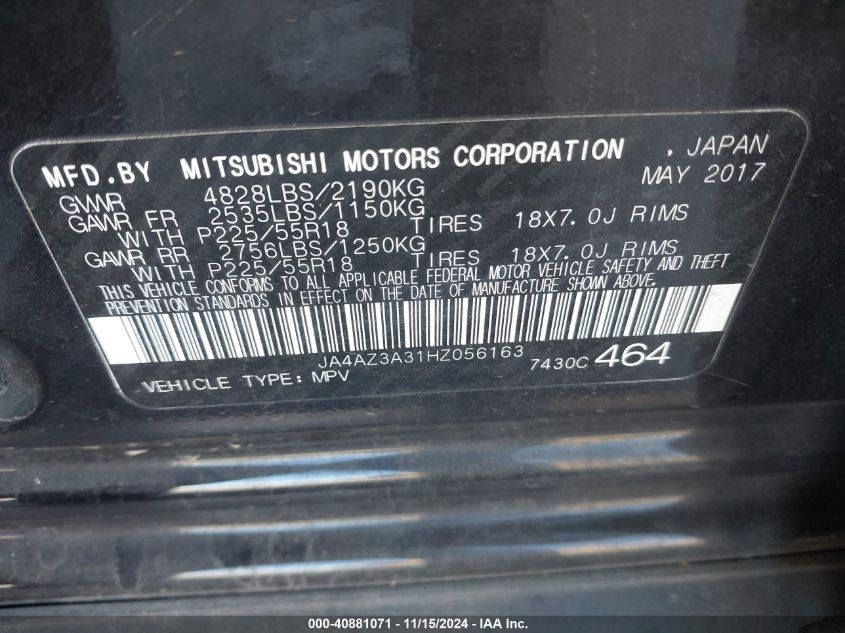 MFD.BY MITSUBISHI MOTORS CORPORATION , JAPAN
GWWR 4828LBS/2190KG MAY 2017
GAWR FR 2535LBS/1150KG
WITH P225/55R18 TIRES 18X7.0J RIMS
GAWR RR 2756LBS/1250KG
WITH P225/55R18 TIRES 18X7.0J RIMS
THIS VEHICLE CONFORMS TO ALL APPLICABLE FEDERAL MOTOR VEHICLE SAFETY AND THEFT
PREVENTION STANDARDS IN EFFECT ON THE DATE OF MANUFACTURE SHOWN ABOVE.
JA4AZ3A31HZ056163
VEHICLE TYPE: MPV 7430C 464
000-40881071 - 11/15/2024 - IAA Inc.